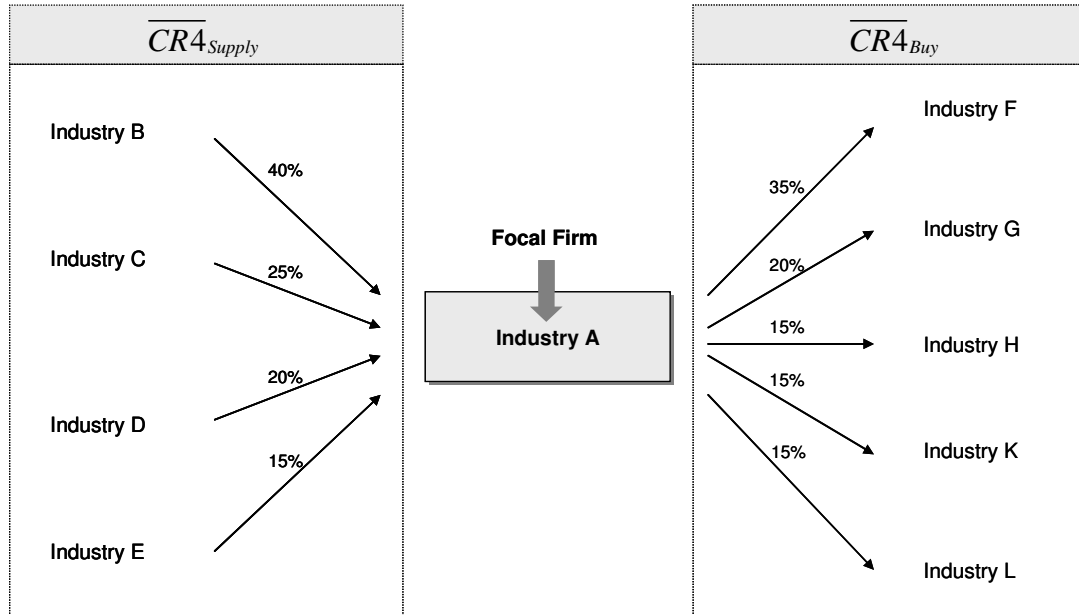 CR4Supply
Industry B
40%
Industry C
25%
Industry D
20%
Industry E
15%
Focal Firm
Industry A
CR4Buy
Industry F
35%
Industry G
20%
Industry H
15%
Industry K
15%
Industry L
15%